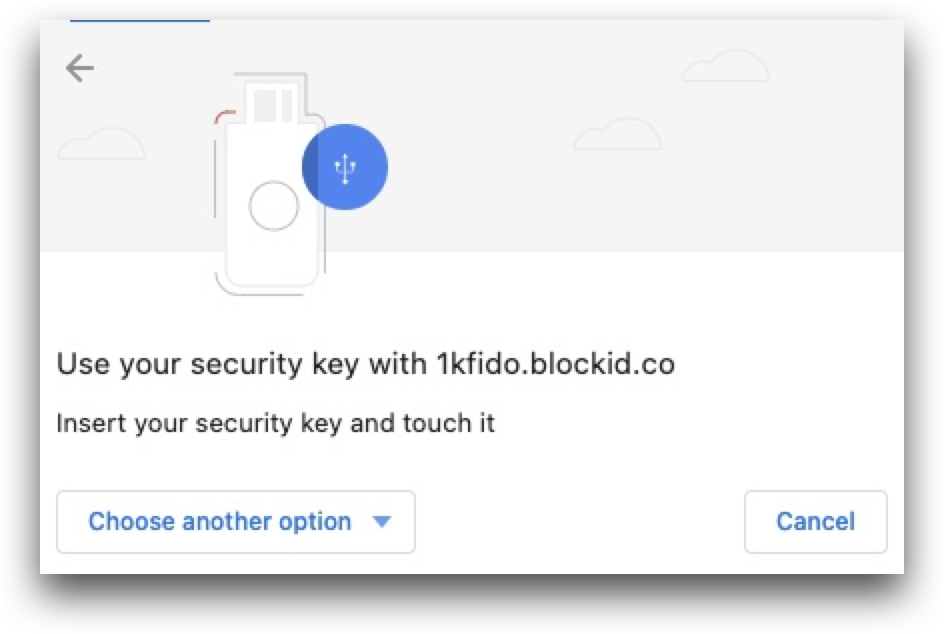 Use your security key with 1kfido.blockid.co
Insert your security key and touch it
Choose another option
Cancel